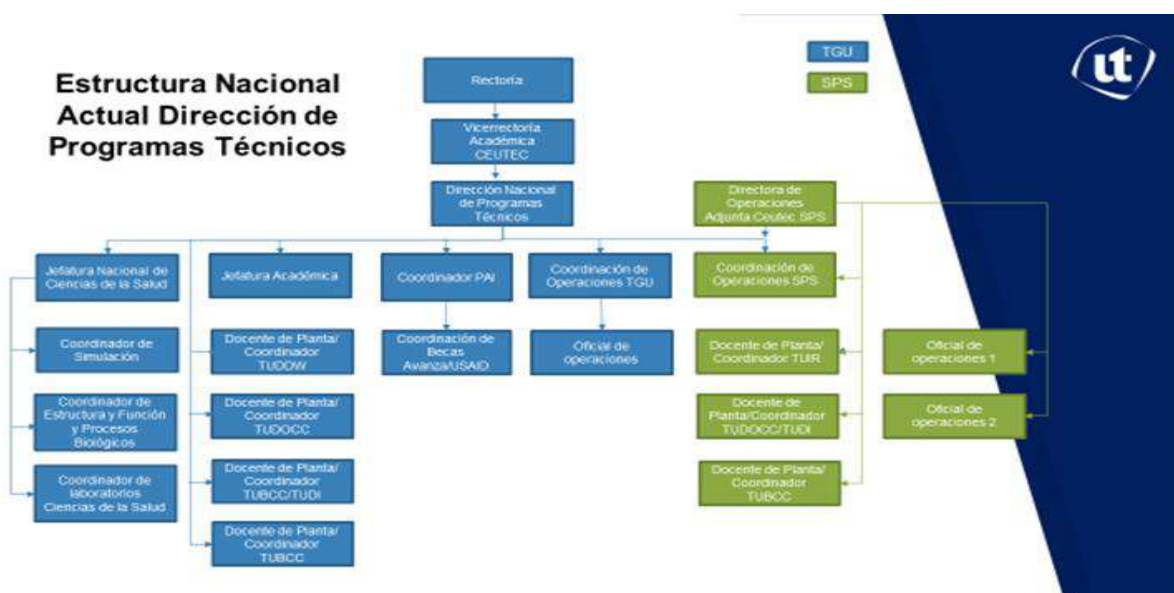 Estructura Nacional
Actual Dirección de
Programas Técnicos
TGU
SPS
ut
Rectoría
Vicerrectoría
Académica
CEUTEC
Dirección Nacional
de Programas
Técnicos
Directora de
Operaciones
Adjunta Ceutec SPS
Jefatura Nacional de
Ciencias de la Salud
Jefatura Académica
Coordinador PAI
Coordinación de
Operaciones TGU
Coordinación de
Operaciones SPS
Coordinador de
Simulación
Docente de Planta/
Coordinador
TUDDW
Coordinación de
Becas
Avanza/USAID
Oficial de
operaciones
Docente de Planta/
Coordinador TUIR
Oficial de
operaciones 1
Coordinador de
Estructura y Función
y Procesos
Biológicos
Docente de Planta/
Coordinador
TUDOCC
Docente de
Planta/Coordinador
TUDOCC/TUDI
Oficial de
operaciones 2
Coordinador de
laboratorios
Ciencias de la Salud
Docente de Planta/
Coordinador
TUBCC/TUDI
Docente de Planta/
Coordinador
TUBCC
Docente de Planta/
Coordinador
TUBCC